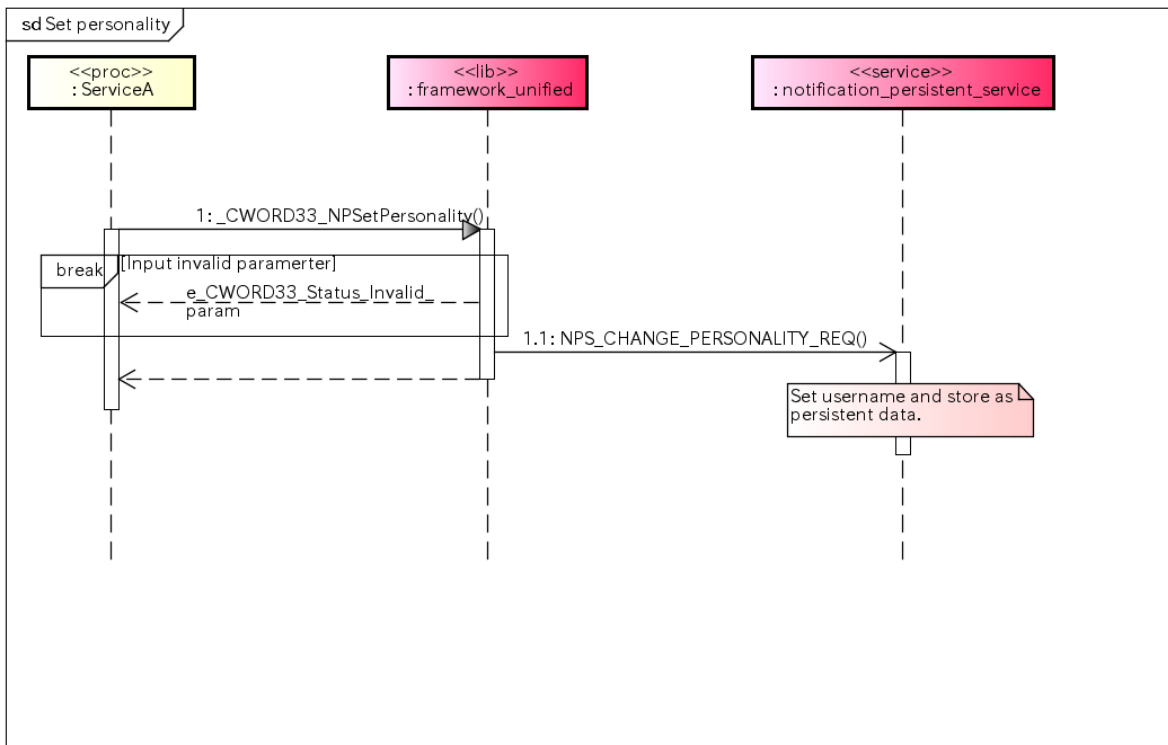 sd Set personality
<<proc>>
: ServiceA
<<lib>>
: framework_unified
<<service>>
: notification_persistent_service
1: _CWORD33_NPSetPersonality()
break
[Input invalid paramerter]
e_CWORD33_Status_Invalid_
param
1.1: NPS_CHANGE_PERSONALITY_REQ()
Set username and store as
persistent data.